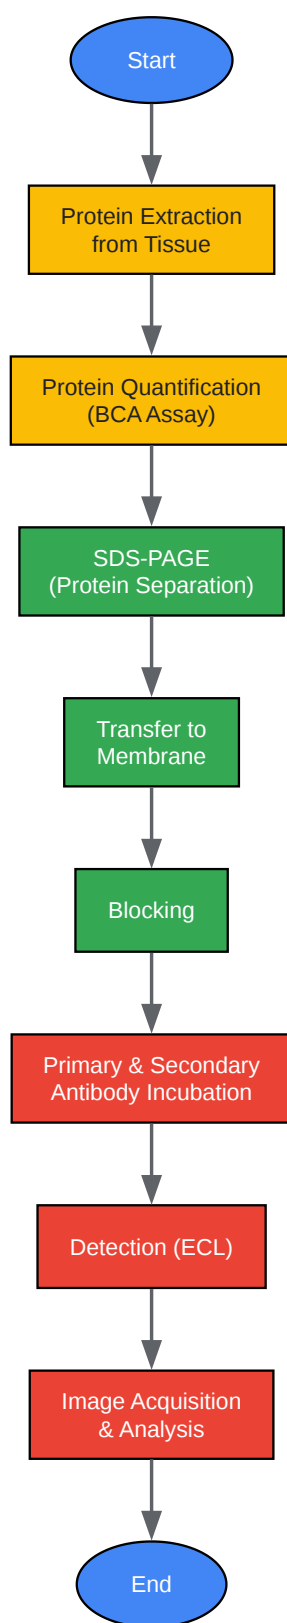 Start
Protein Extraction
from Tissue
Protein Quantification
(BCA Assay)
SDS-PAGE
(Protein Separation)
Transfer to
Membrane
Blocking
Primary & Secondary
Antibody Incubation
Detection (ECL)
Image Acquisition
& Analysis
End